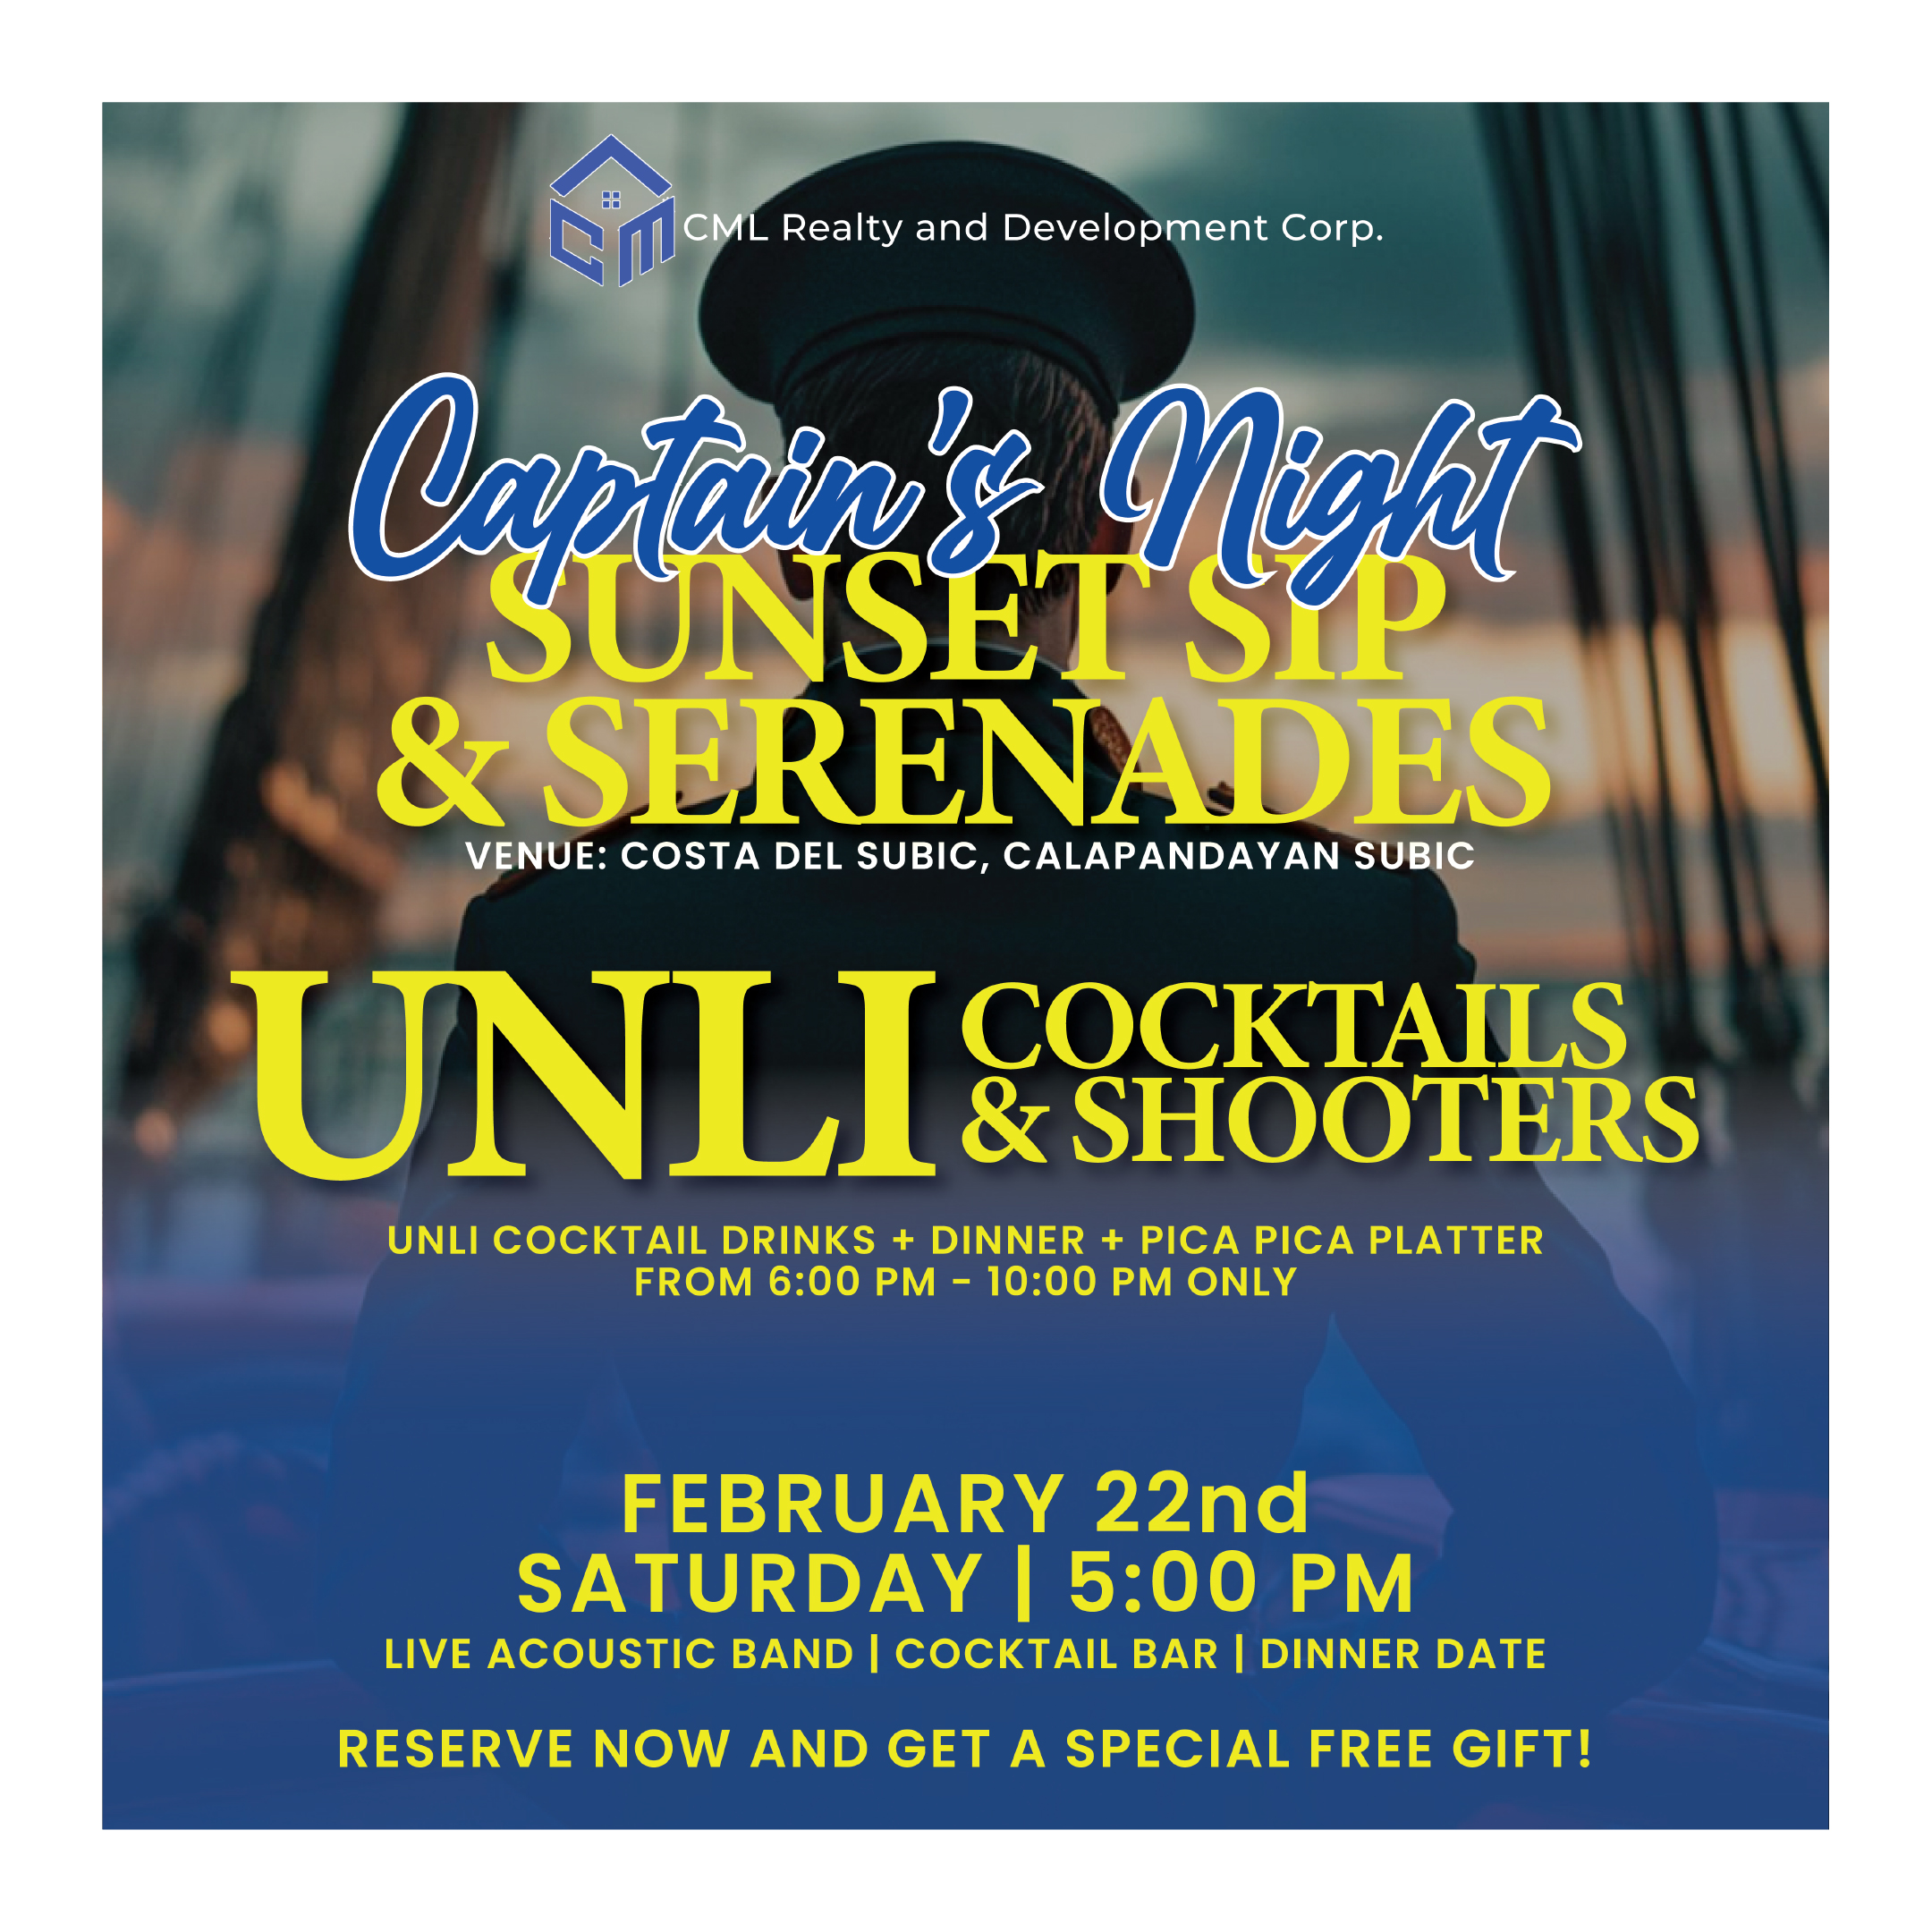 CM
CML Realty and Development Corp.
Captain's Night
SUNSET SIP
& SERENADES
VENUE: COSTA DEL SUBIC, CALAPANDAYAN SUBIC
UNLI
COCKTAILS
& SHOOTERS
UNLI COCKTAIL DRINKS + DINNER + PICA PICA PLATTER
FROM 6:00 PM - 10:00 PM ONLY
FEBRUARY 22nd
SATURDAY | 5:00 PM
LIVE ACOUSTIC BAND | COCKTAIL BAR | DINNER DATE
RESERVE NOW AND GET A SPECIAL FREE GIFT!